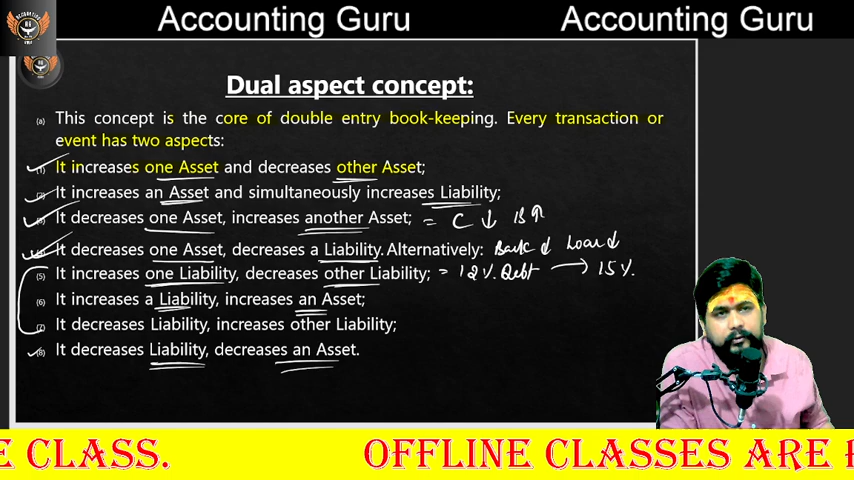 Accounting Guru Accounting Guru
Dual aspect concept:
(a) This concept is the core of double entry book-keeping. Every transaction or
event has two aspects:
(1) It increases one Asset and decreases other Asset;
(2) It increases an Asset and simultaneously increases Liability;
(3) It decreases one Asset, increases another Asset; = C ↓ B ↑
(4) It decreases one Asset, decreases a Liability. Alternatively: Bank ↓ Loan ↓
(5) It increases one Liability, decreases other Liability; = 12%. Debt → 15%.
(6) It increases a Liability, increases an Asset;
(7) It decreases Liability, increases other Liability;
(8) It decreases Liability, decreases an Asset.
E CLASS. OFFLINE CLASSES ARE